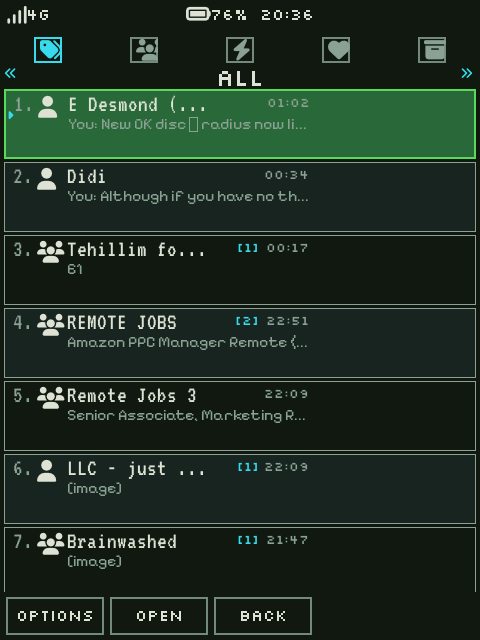 4G 76% 20:36
« ALL »
1. E Desmond (... 01:02
You: New OK disc radius now li...
2. Didi 00:34
You: Although if you have no th...
3. Tehillim fo... [1] 00:17
61
4. REMOTE JOBS [2] 22:51
Amazon PPC Manager Remote (...
5. Remote Jobs 3 22:09
Senior Associate, Marketing R...
6. LLC - just ... [1] 22:09
(image)
7. Brainwashed [1] 21:47
(image)
OPTIONS OPEN BACK